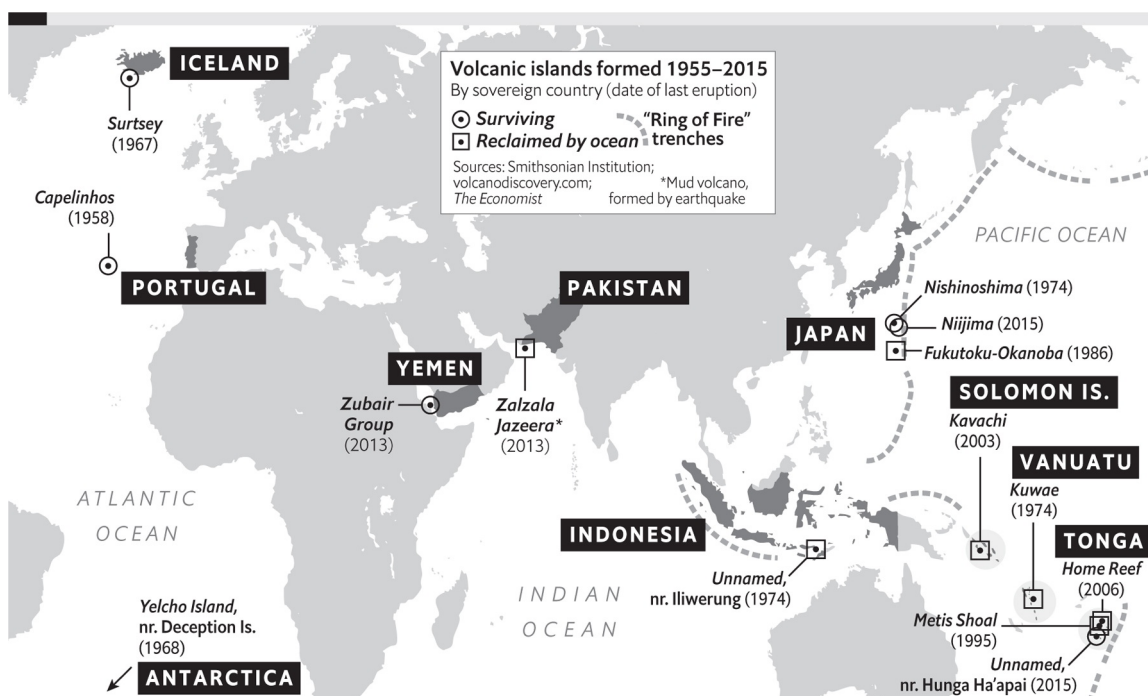 ICELAND
Surtsey
(1967)
Volcanic islands formed 1955–2015
By sovereign country (date of last eruption)
Surviving
Reclaimed by ocean
"Ring of Fire"
trenches
Sources: Smithsonian Institution;
volcanodiscovery.com;
The Economist
*Mud volcano,
formed by earthquake
Capelinhos
(1958)
PORTUGAL
PACIFIC OCEAN
PAKISTAN
Nishinoshima (1974)
JAPAN
Niijima (2015)
Fukutoku-Okanoba (1986)
YEMEN
Zubair
Group
(2013)
Zalzala
Jazeera*
(2013)
SOLOMON IS.
Kavachi
(2003)
VANUATU
Kuwae
(1974)
ATLANTIC
OCEAN
INDONESIA
Unnamed,
nr. Iliwerung (1974)
TONGA
Home Reef
(2006)
INDIAN
OCEAN
Metis Shoal
(1995)
Unnamed,
nr. Hunga Ha'apai (2015)
Yelcho Island,
nr. Deception Is.
(1968)
ANTARCTICA